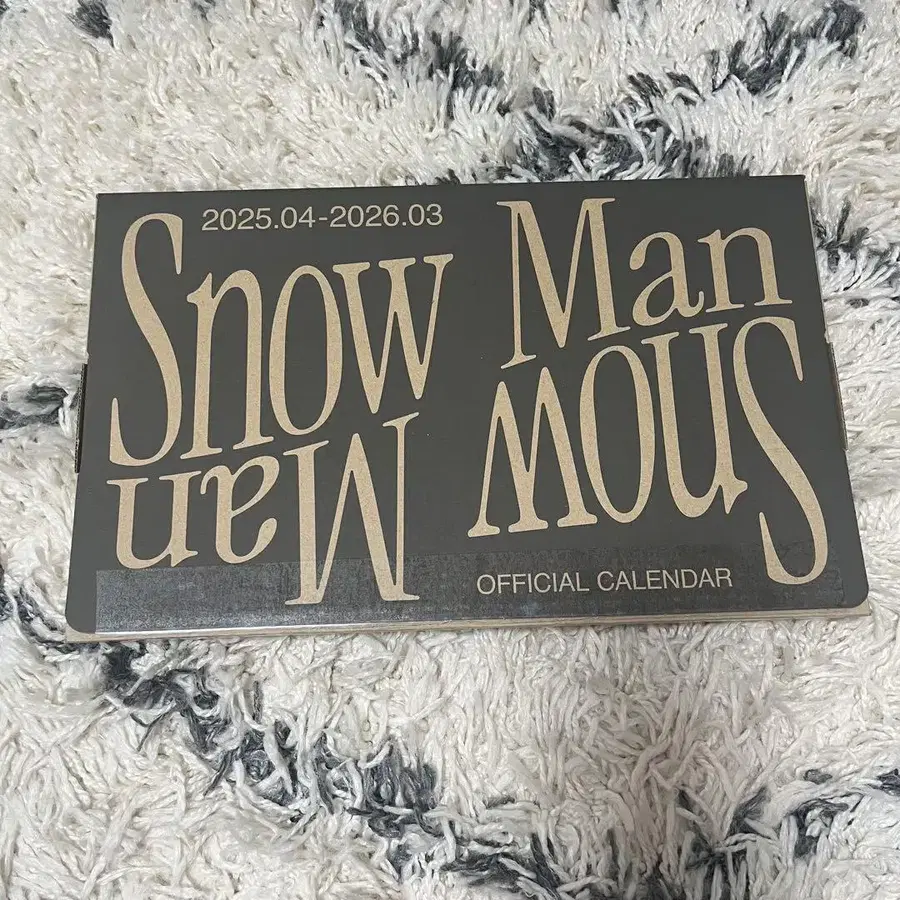 2025.04-2026.03
Snow Man
Snow Man
OFFICIAL CALENDAR